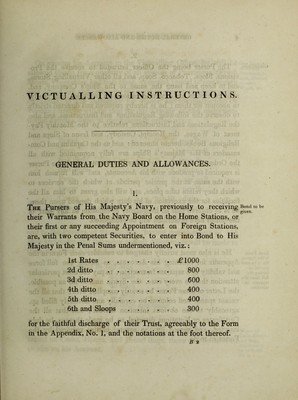 VICTUALLING INSTRUCTIONS.
GENERAL DUTIES AND ALLOWANCES.
1.
THE Pursers of His Majesty's Navy, previously to receiving Bond to be given.
their Warrants from the Navy Board on the Home Stations, or
their first or any succeeding Appointment on Foreign Stations,
are, with two competent Securities, to enter into Bond to His
Majesty in the Penal Sums undermentioned, viz.:
1st Rates . . . . . . £1000
2d ditto . . . . . . 800
3d ditto . . . . . . 600
4th ditto . . . . . . 400
5th ditto . . . . . . 400
6th and Sloops . . . . . 300
for the faithful discharge of their Trust, agreeably to the Form
in the Appendix, No. 1, and the notations at the foot thereof.